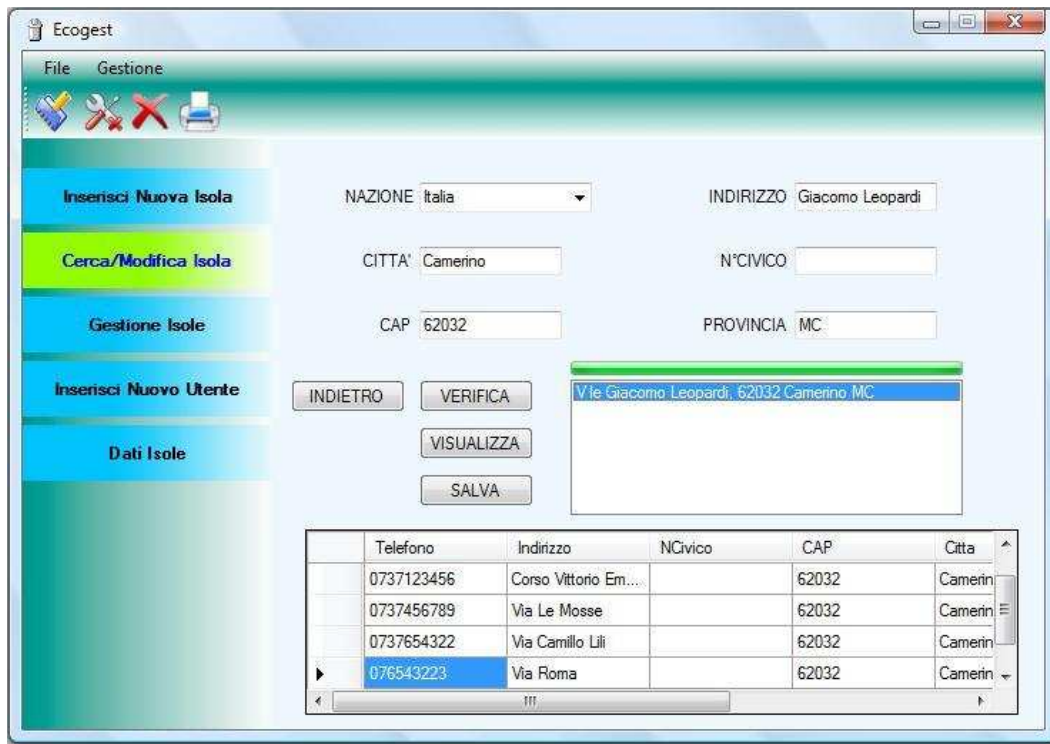 Ecogest
File Gestione
Inserisci Nuova Isola
Cerca/Modifica Isola
Gestione Isole
Inserisci Nuovo Utente
Dati Isole
NAZIONE Italia INDIRIZZO Giacomo Leopardi
CITTA' Camerino N°CIVICO
CAP 62032 PROVINCIA MC
INDIETRO VERIFICA
VISUALIZZA
SALVA
V le Giacomo Leopardi, 62032 Camerino MC
Telefono Indirizzo NCivico CAP Citta
0737123456 Corso Vittorio Em... 62032 Camerin
0737456789 Via Le Mosse 62032 Camerin
0737654322 Via Camillo Lili 62032 Camerin
076543223 Via Roma 62032 Camerin